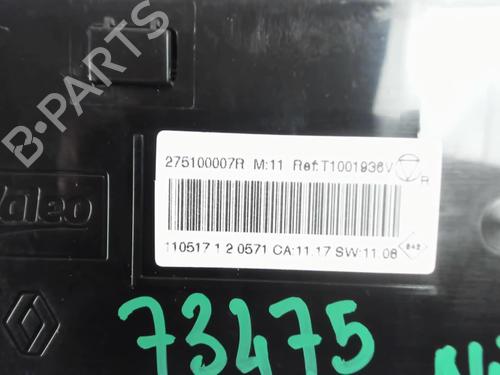 B-PARTS
275100007R M:11 Ref:T1001936V
R
Valeo
110517 1 2 0571 CA:11.17 SW:11.08
73475